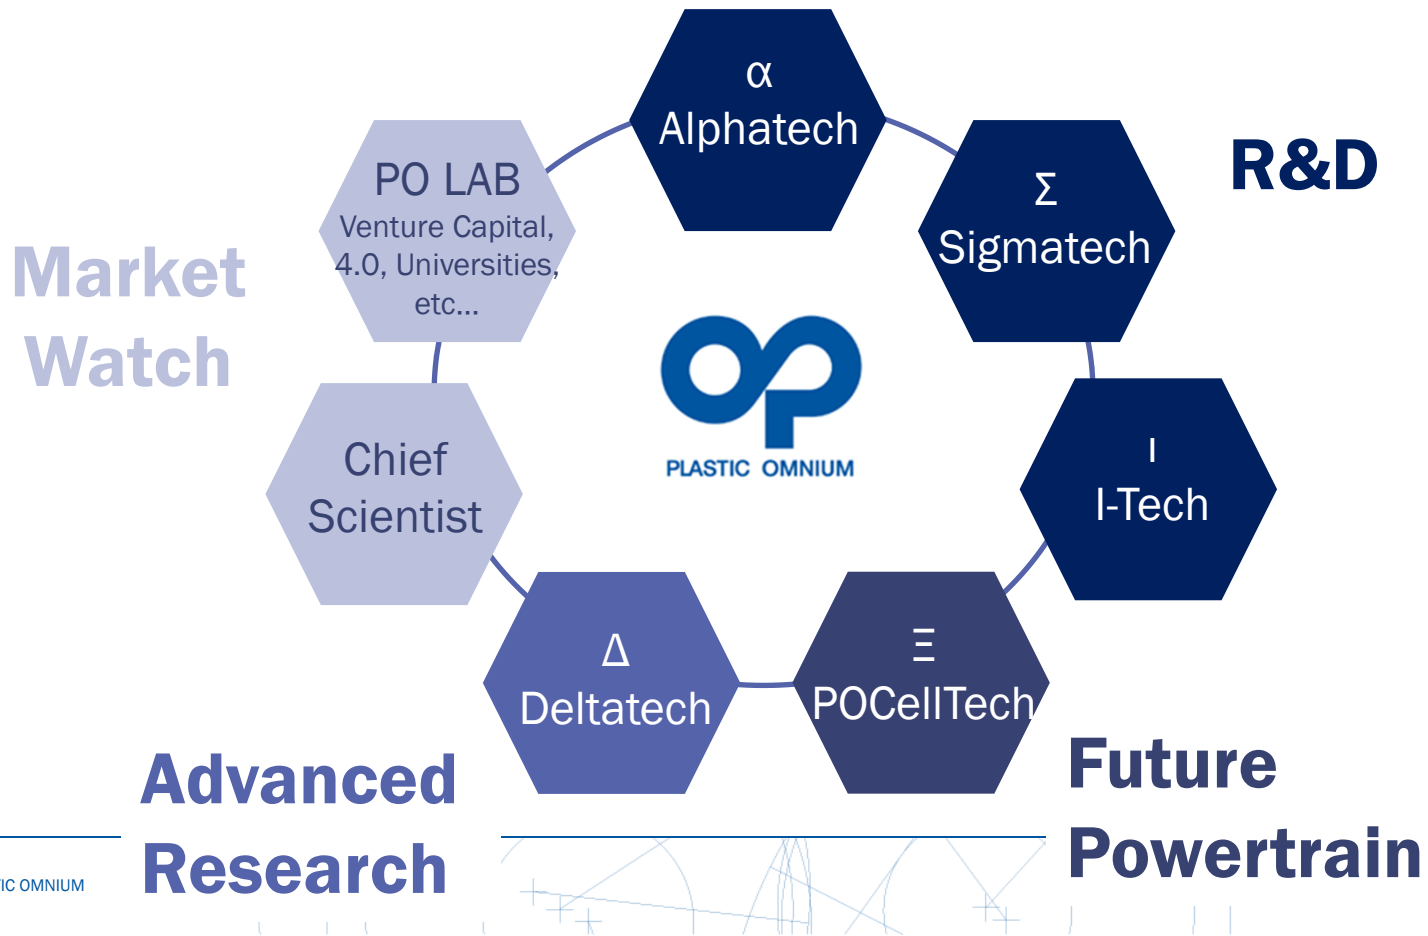 α
Alphatech
Σ
Sigmatech
R&D
PO LAB
Venture Capital,
4.0, Universities,
etc...
Market
Watch
PLASTIC OMNIUM
I
I-Tech
Chief
Scientist
Δ
Deltatech
Ξ
POCellTech
Advanced
Research
Future
Powertrain
IC OMNIUM